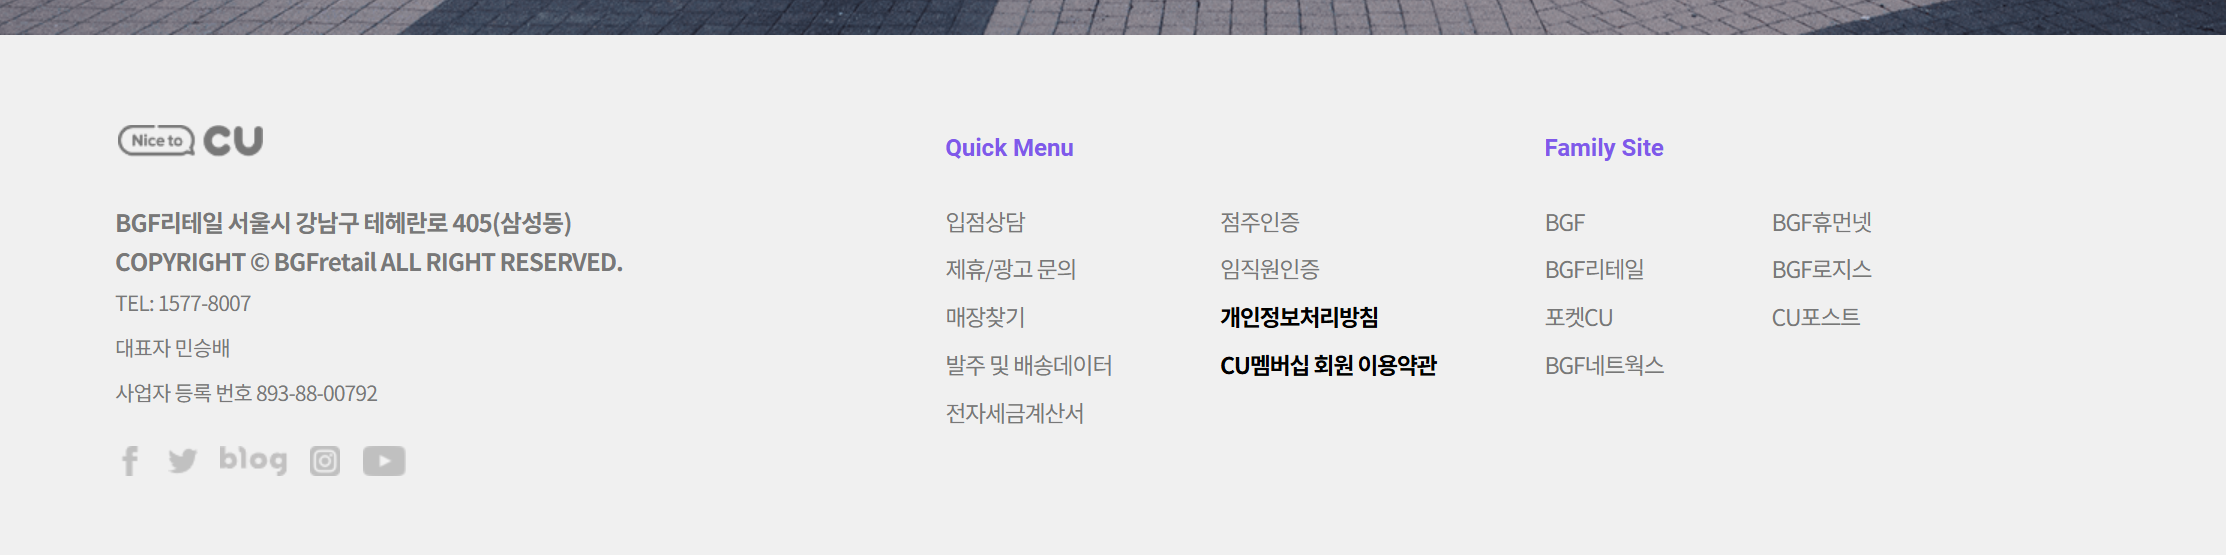 Nice to CU
BGF리테일 서울시 강남구 테헤란로 405(삼성동)
COPYRIGHT © BGFretail ALL RIGHT RESERVED.
TEL: 1577-8007
대표자 민승배
사업자 등록 번호 893-88-00792
blog
Quick Menu
입점상담
제휴/광고 문의
매장찾기
발주 및 배송데이터
전자세금계산서
점주인증
임직원인증
개인정보처리방침
CU멤버십 회원 이용약관
Family Site
BGF
BGF리테일
포켓CU
BGF네트웍스
BGF휴먼넷
BGF로지스
CU포스트